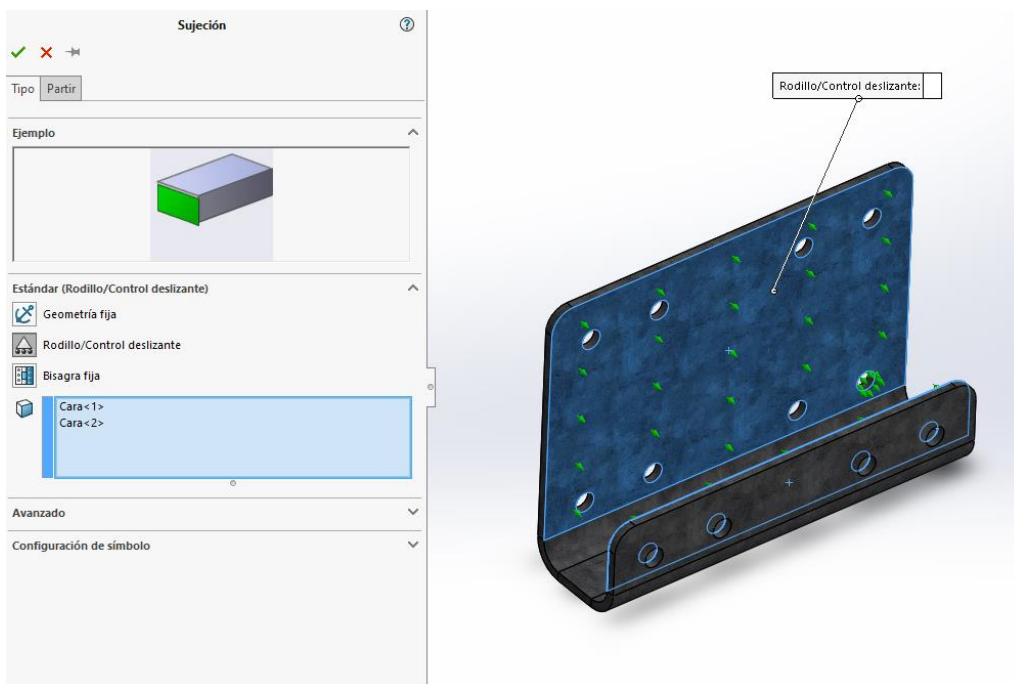 Sujeción
Tipo
Partir
Ejemplo
Estándar (Rodillo/Control deslizante)
Geometría fija
Rodillo/Control deslizante
Bisagra fija
Cara<1>
Cara<2>
Avanzado
Configuración de símbolo
Rodillo/Control deslizante: